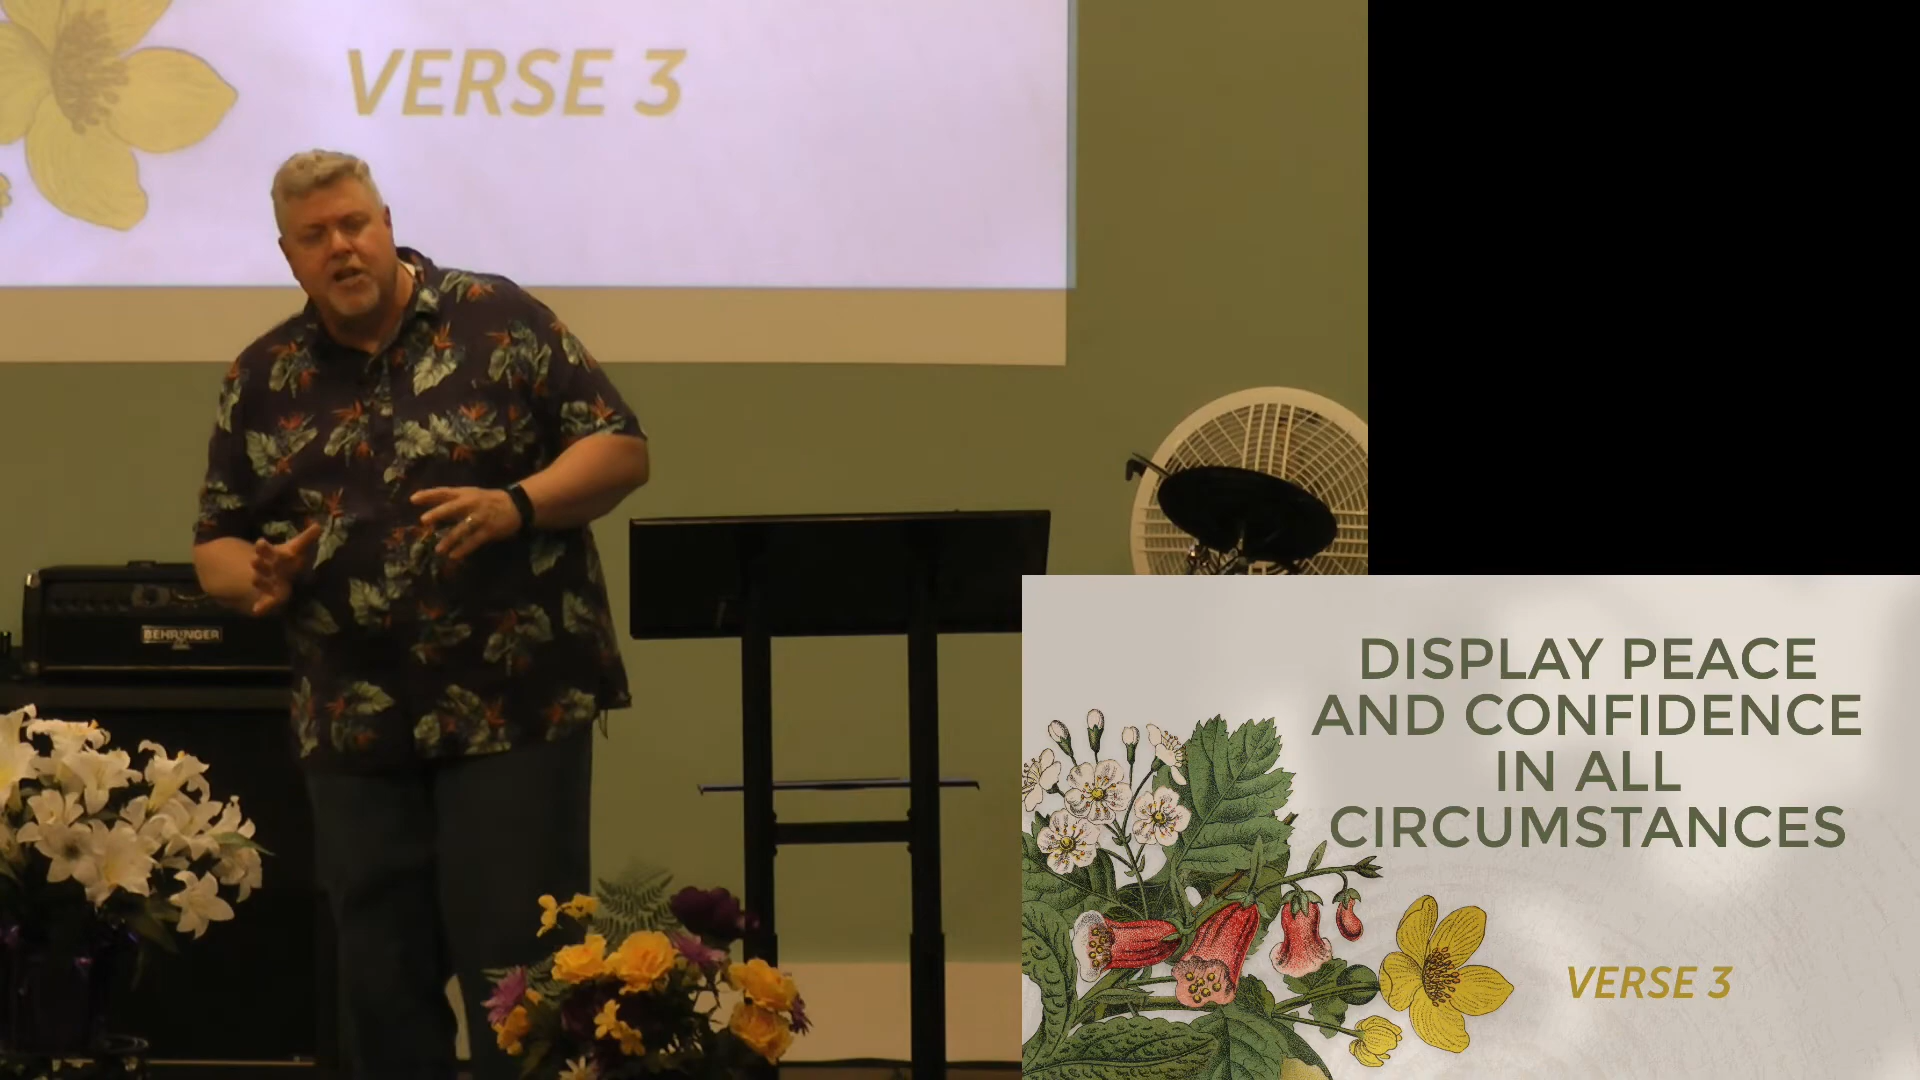 VERSE 3
BEHRINGER
DISPLAY PEACE
AND CONFIDENCE
IN ALL
CIRCUMSTANCES
VERSE 3